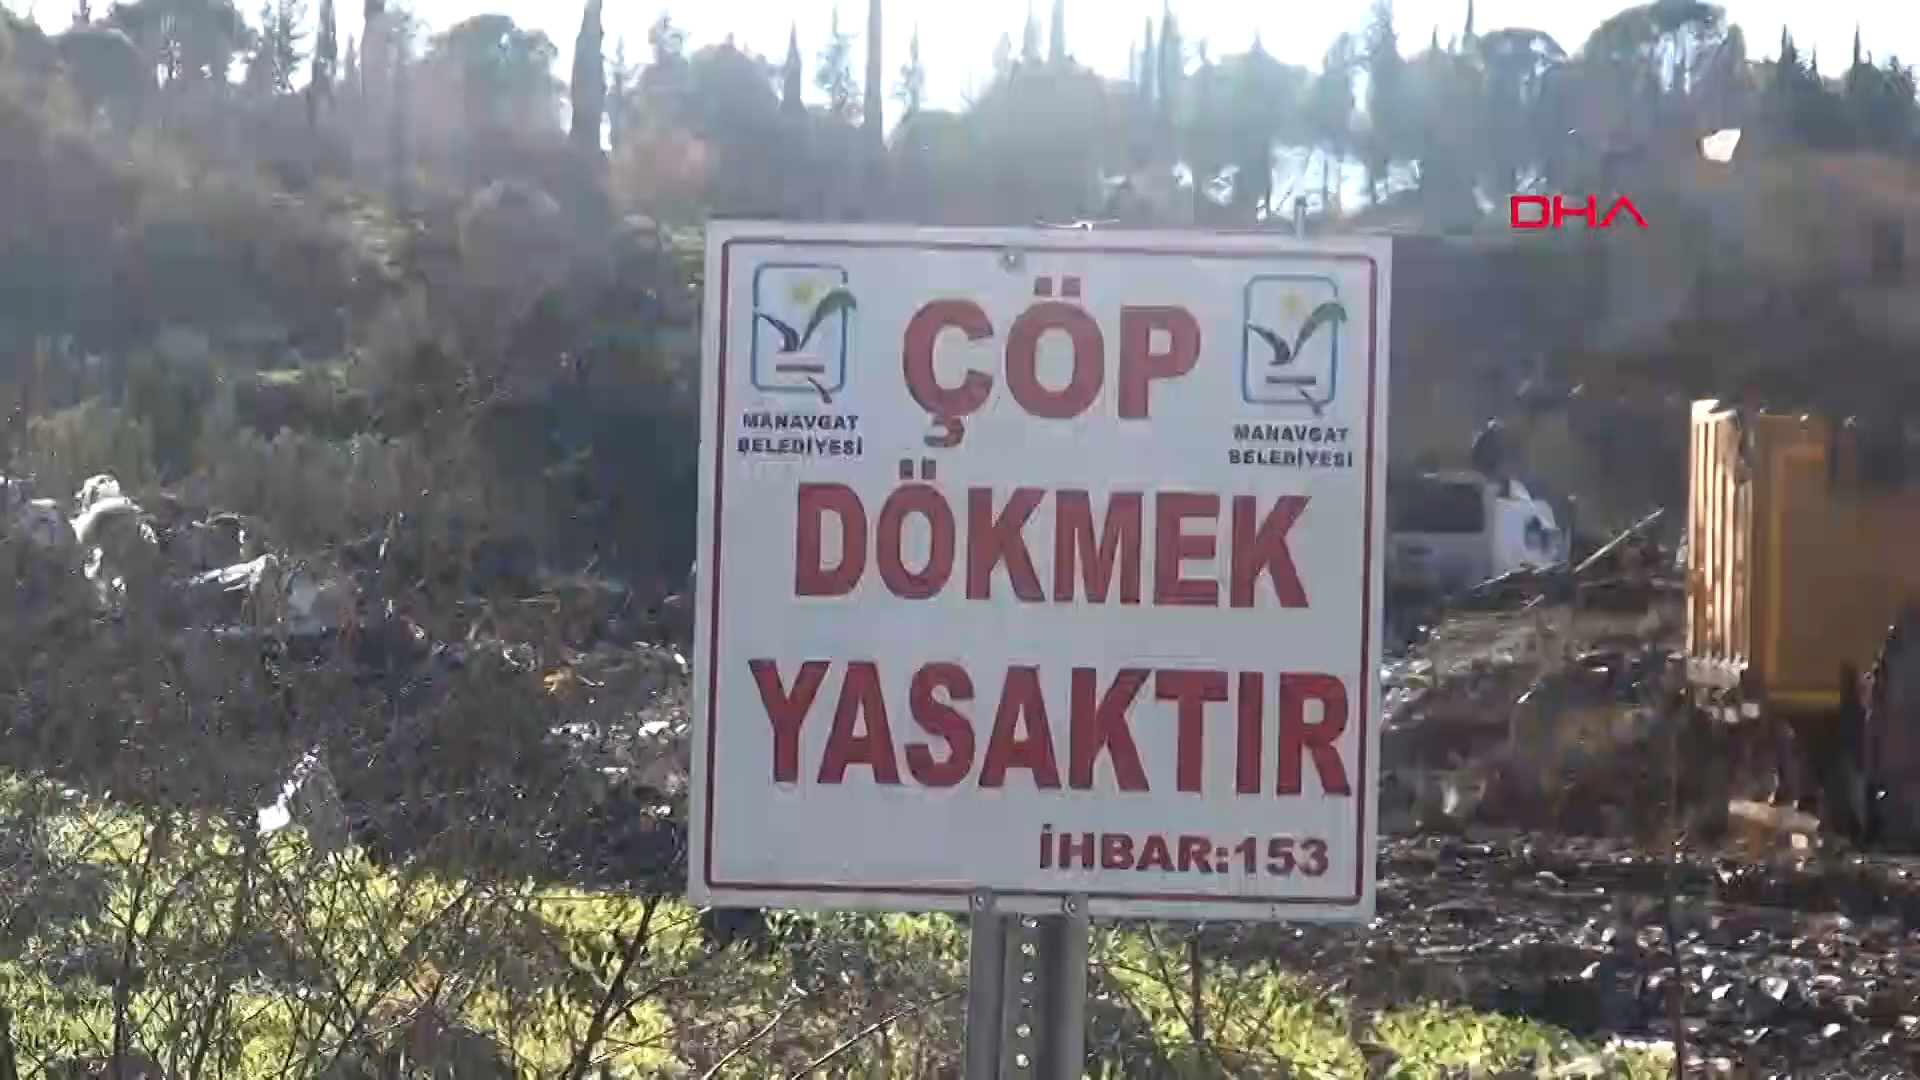 DHA
ÇÖP
MANAVGAT
BELEDİYESİ
MANAVGAT
BELEDİYESİ
DÖKMEK
YASAKTIR
İHBAR:153